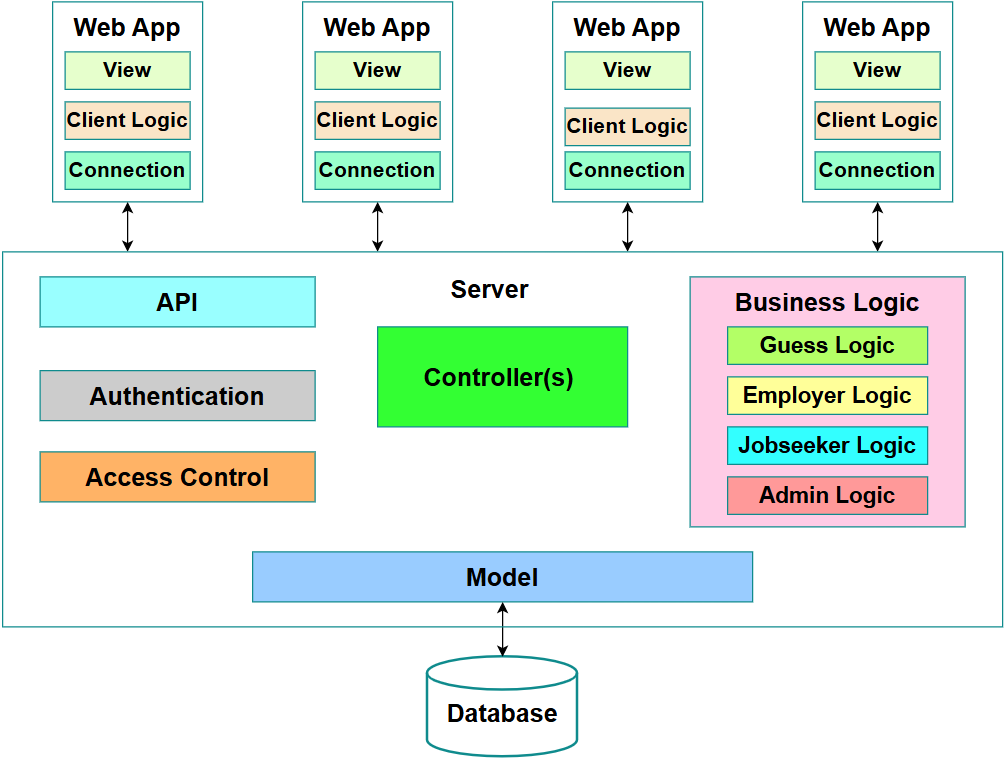 Web App
View
Client Logic
Connection
Web App
View
Client Logic
Connection
Web App
View
Client Logic
Connection
Web App
View
Client Logic
Connection
Server
API
Authentication
Access Control
Controller(s)
Business Logic
Guess Logic
Employer Logic
Jobseeker Logic
Admin Logic
Model
Database